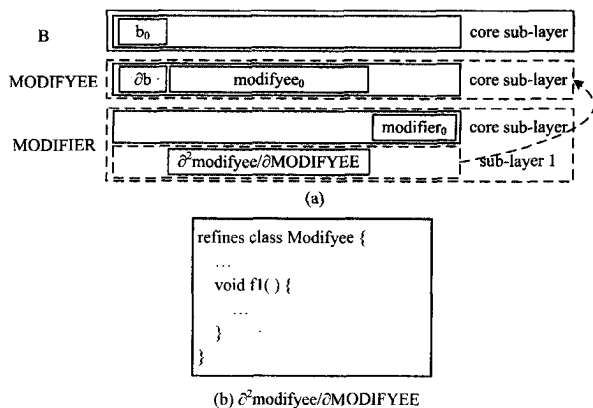 B b₀ core sub-layer
MODIFYEE ∂b modifyee₀ core sub-layer
MODIFIER modifier₀ core sub-layer
∂²modifyee/∂MODIFYEE sub-layer 1
(a)
refines class Modifyee {
…
void f1( ) {
…
}
}
(b) ∂²modifyee/∂MODIFYEE